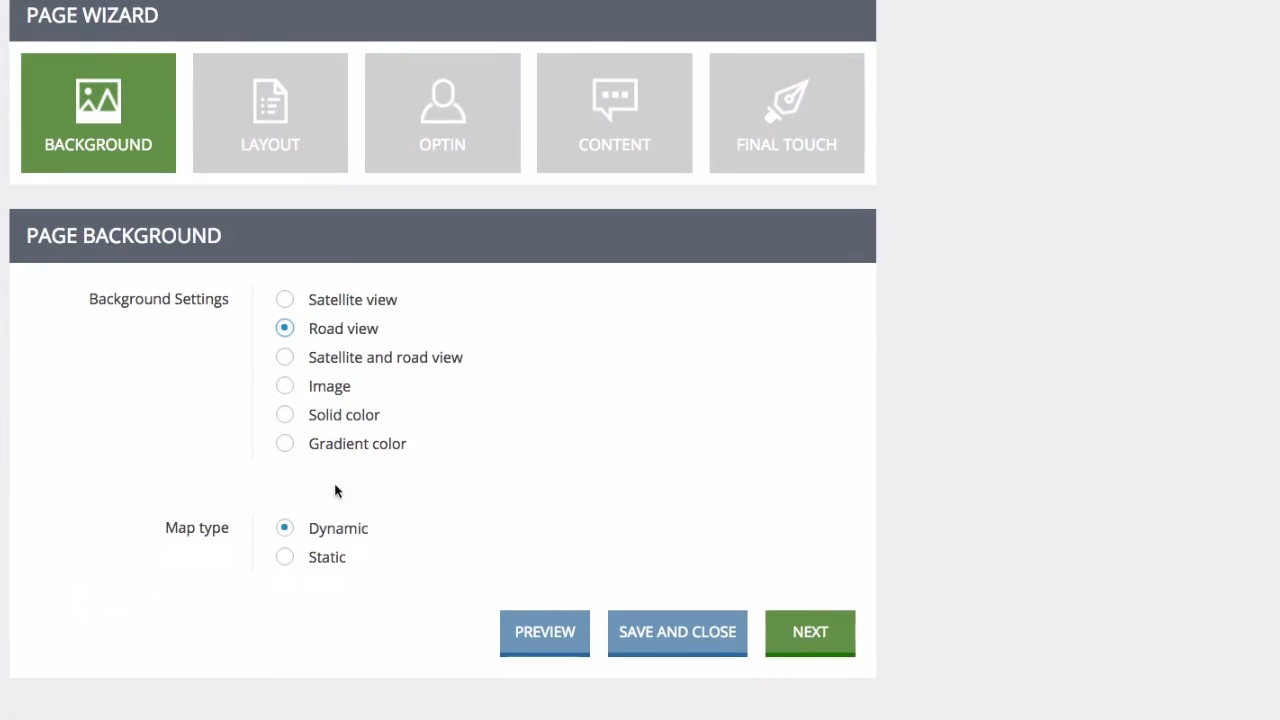 PAGE WIZARD
BACKGROUND
LAYOUT
OPTIN
CONTENT
FINAL TOUCH
PAGE BACKGROUND
Background Settings
Satellite view
Road view
Satellite and road view
Image
Solid color
Gradient color
Map type
Dynamic
Static
PREVIEW
SAVE AND CLOSE
NEXT